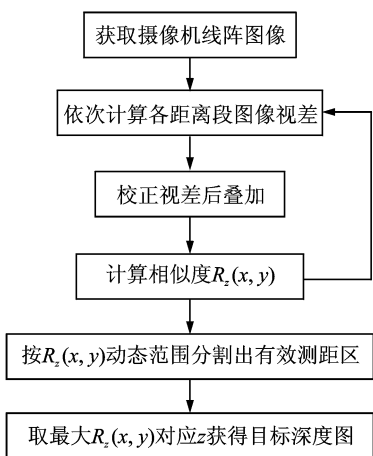 获取摄像机线阵图像
依次计算各距离段图像视差
校正视差后叠加
计算相似度R_z(x, y)
按R_z(x, y)动态范围分割出有效测距区
取最大R_z(x, y)对应z获得目标深度图